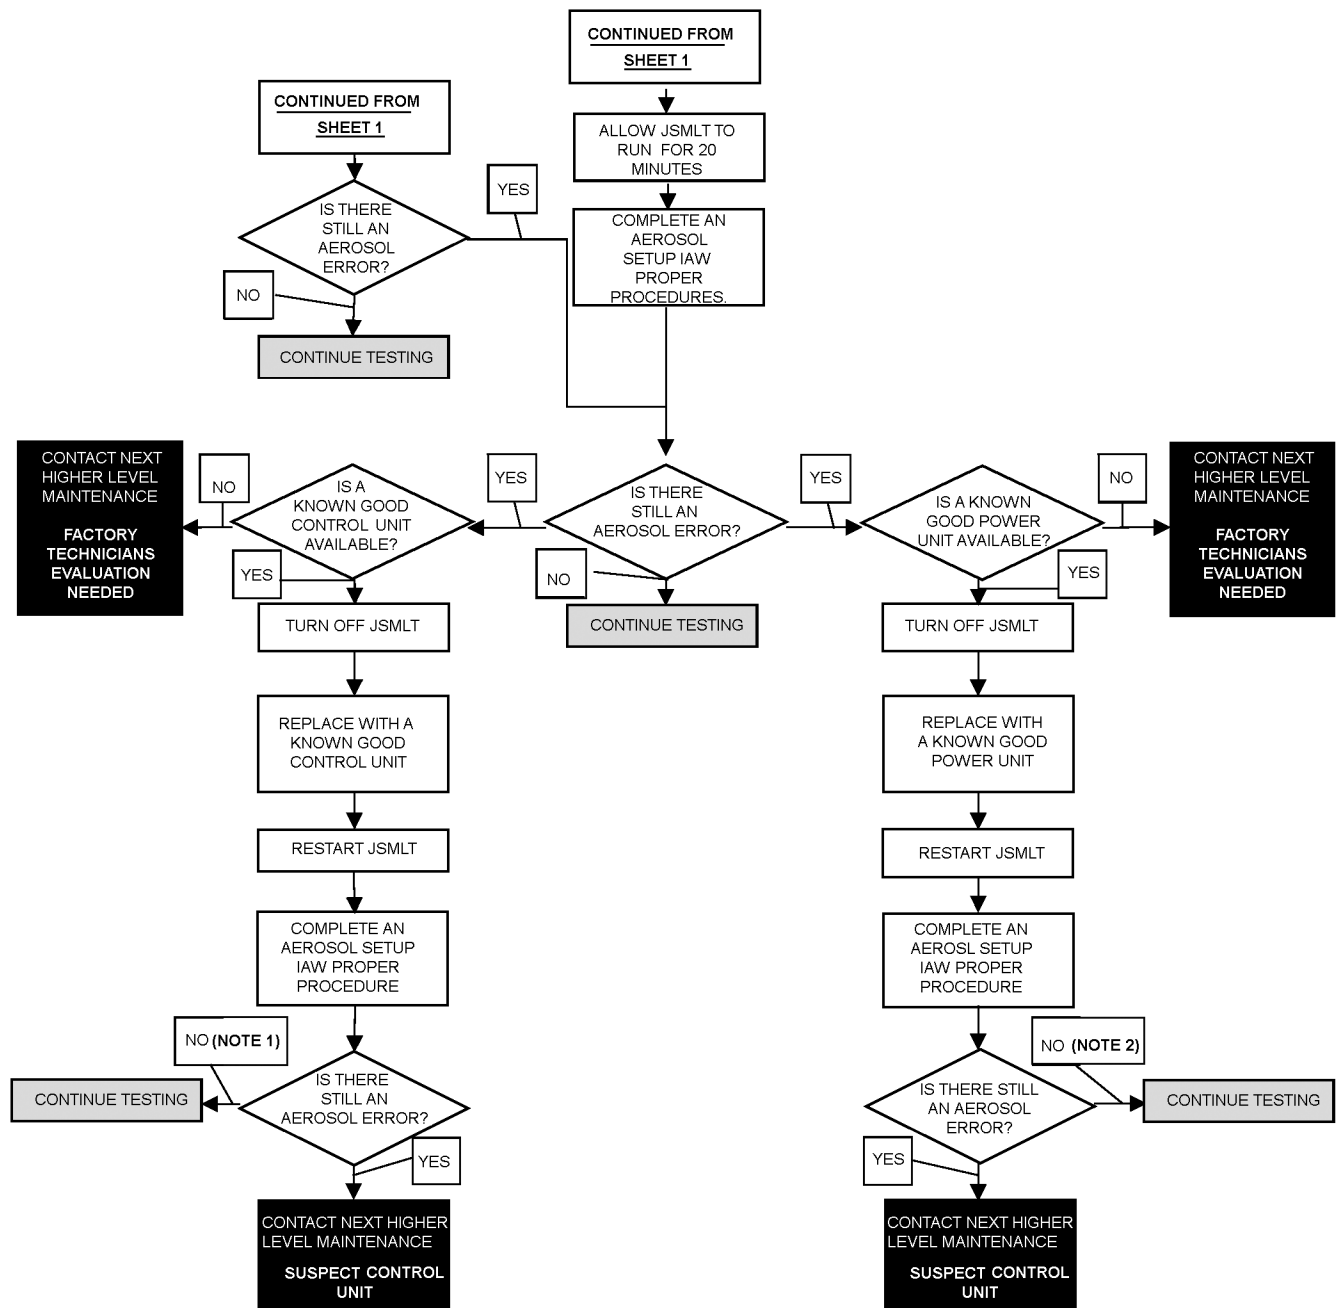 CONTINUED FROM
SHEET 1
CONTINUED FROM
SHEET 1
ALLOW JSMLT TO
RUN FOR 20
MINUTES
YES
IS THERE
STILL AN
AEROSOL
ERROR?
COMPLETE AN
AEROSOL
SETUP IAW
PROPER
PROCEDURES.
NO
CONTINUE TESTING
CONTACT NEXT
HIGHER LEVEL
MAINTENANCE
FACTORY
TECHNICIANS
EVALUATION
NEEDED
NO
IS A
KNOWN GOOD
CONTROL UNIT
AVAILABLE?
YES
IS THERE
STILL AN
AEROSOL ERROR?
YES
IS A KNOWN
GOOD POWER
UNIT AVAILABLE?
NO
CONTACT NEXT
HIGHER LEVEL
MAINTENANCE
FACTORY
TECHNICIANS
EVALUATION
NEEDED
YES
NO
YES
TURN OFF JSMLT
CONTINUE TESTING
TURN OFF JSMLT
REPLACE WITH A
KNOWN GOOD
CONTROL UNIT
REPLACE WITH
A KNOWN GOOD
POWER UNIT
RESTART JSMLT
RESTART JSMLT
COMPLETE AN
AEROSOL SETUP
IAW PROPER
PROCEDURE
COMPLETE AN
AEROSL SETUP
IAW PROPER
PROCEDURE
NO (NOTE 1)
NO (NOTE 2)
CONTINUE TESTING
IS THERE
STILL AN
AEROSOL ERROR?
IS THERE STILL
AN AEROSOL
ERROR?
CONTINUE TESTING
YES
YES
CONTACT NEXT HIGHER
LEVEL MAINTENANCE
SUSPECT CONTROL
UNIT
CONTACT NEXT HIGHER
LEVEL MAINTENANCE
SUSPECT CONTROL
UNIT